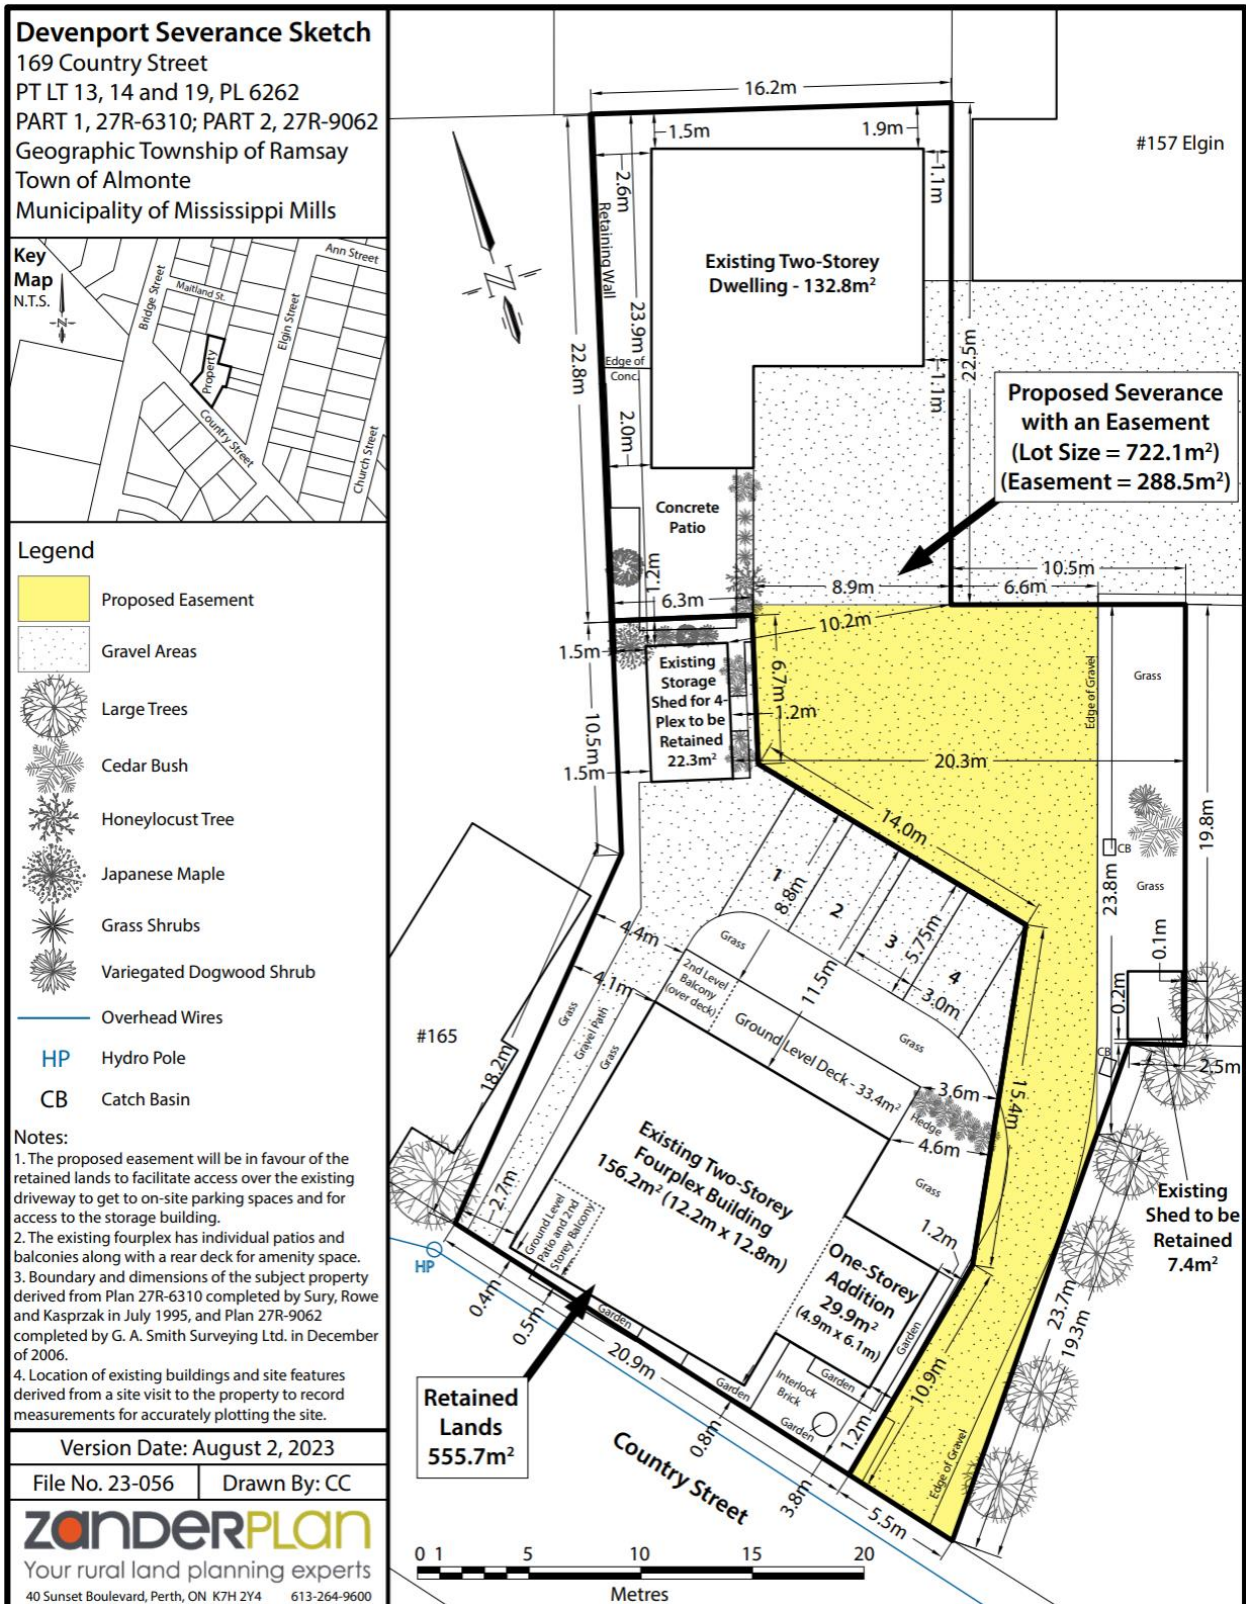 Devenport Severance Sketch
169 Country Street
PT LT 13, 14 and 19, PL 6262
PART 1, 27R-6310; PART 2, 27R-9062
Geographic Township of Ramsay
Town of Almonte
Municipality of Mississippi Mills
Key
Map
N.T.S.
N
Ann Street
Maitland St.
Bridge Street
Elgin Street
Property
Country Street
Church Street
Legend
Proposed Easement
Gravel Areas
Large Trees
Cedar Bush
Honeylocust Tree
Japanese Maple
Grass Shrubs
Variegated Dogwood Shrub
Overhead Wires
HP Hydro Pole
CB Catch Basin
Notes:
1. The proposed easement will be in favour of the
retained lands to facilitate access over the existing
driveway to get to on-site parking spaces and for
access to the storage building.
2. The existing fourplex has individual patios and
balconies along with a rear deck for amenity space.
3. Boundary and dimensions of the subject property
derived from Plan 27R-6310 completed by Sury, Rowe
and Kasprzak in July 1995, and Plan 27R-9062
completed by G. A. Smith Surveying Ltd. in December
of 2006.
4. Location of existing buildings and site features
derived from a site visit to the property to record
measurements for accurately plotting the site.
Version Date: August 2, 2023
File No. 23-056
Drawn By: CC
ZANDERPLAN
Your rural land planning experts
40 Sunset Boulevard, Perth, ON K7H 2Y4 613-264-9600
16.2m
1.5m
1.9m
#157 Elgin
2.6m
1.1m
Retaining Wall
N
Existing Two-Storey
Dwelling - 132.8m²
23.9m
22.8m
22.5m
Edge of
Conc.
1.1m
2.0m
Proposed Severance
with an Easement
(Lot Size = 722.1m²)
(Easement = 288.5m²)
Concrete
Patio
1.2m
10.5m
8.9m
6.6m
6.3m
10.2m
1.5m
Existing
Storage
Shed for 4-
Plex to be
Retained
22.3m²
6.7m
1.2m
Edge of Gravel
Grass
10.5m
1.5m
20.3m
14.0m
19.8m
CB
23.8m
Grass
1
8.8m
2
3
5.75m
4
3.0m
0.1m
0.2m
4.4m
4.1m
Grass
2nd Level
Balcony
(over deck)
11.5m
Ground Level Deck - 33.4m²
Grass
#165
18.2m
Grass
Gravel Path
Grass
CB
2.5m
3.6m
15.4m
Hedge
4.6m
Existing Two-Storey
Fourplex Building
156.2m² (12.2m x 12.8m)
Grass
2.7m
Ground Level
Patio and 2nd
Storey Balcony
Existing
Shed to be
Retained
7.4m²
1.2m
One-Storey
Addition
29.9m²
(4.9m x 6.1m)
HP
0.4m
0.5m
Garden
20.9m
Garden
23.7m
19.3m
10.9m
Garden
Interlock
Brick
Garden
Garden
1.2m
Retained
Lands
555.7m²
0.8m
Edge of Gravel
Country Street
3.8m
5.5m
0 1 5 10 15 20
Metres